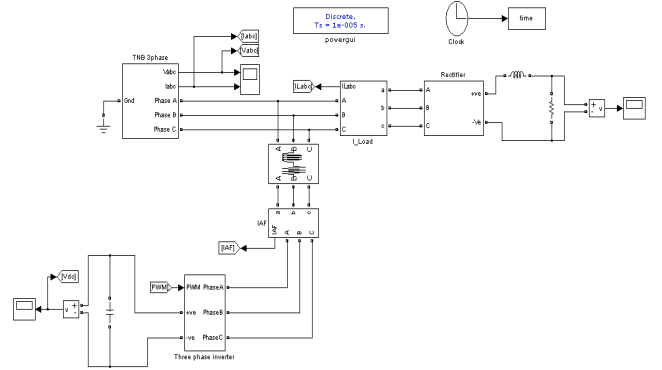 Discrete,
Ts = 1e-005 s.
powergui
Clock
time
[Iabc]
[Vabc]
TNB 3phase
Vabc
Iabc
Gnd
Phase A
Phase B
Phase C
[ILabc]
ILabc
A
B
C
a
b
c
I_Load
Rectifier
A
B
C
+ve
-Ve
+
-
v
A B C
A B C
a b c
IAF
IAF
A B C
[IAF]
[Vdc]
v
+
-
[PWM]
PWM
+ve
-ve
PhaseA
PhaseB
PhaseC
Three phase inverter